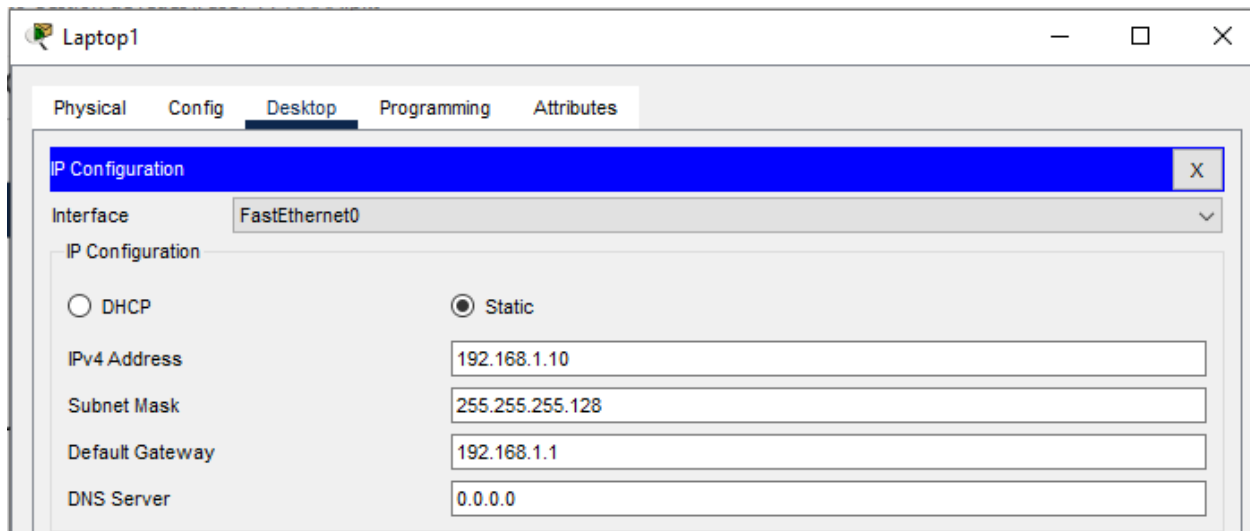 Laptop1
Physical Config Desktop Programming Attributes
IP Configuration X
Interface FastEthernet0
IP Configuration
DHCP Static
IPv4 Address 192.168.1.10
Subnet Mask 255.255.255.128
Default Gateway 192.168.1.1
DNS Server 0.0.0.0